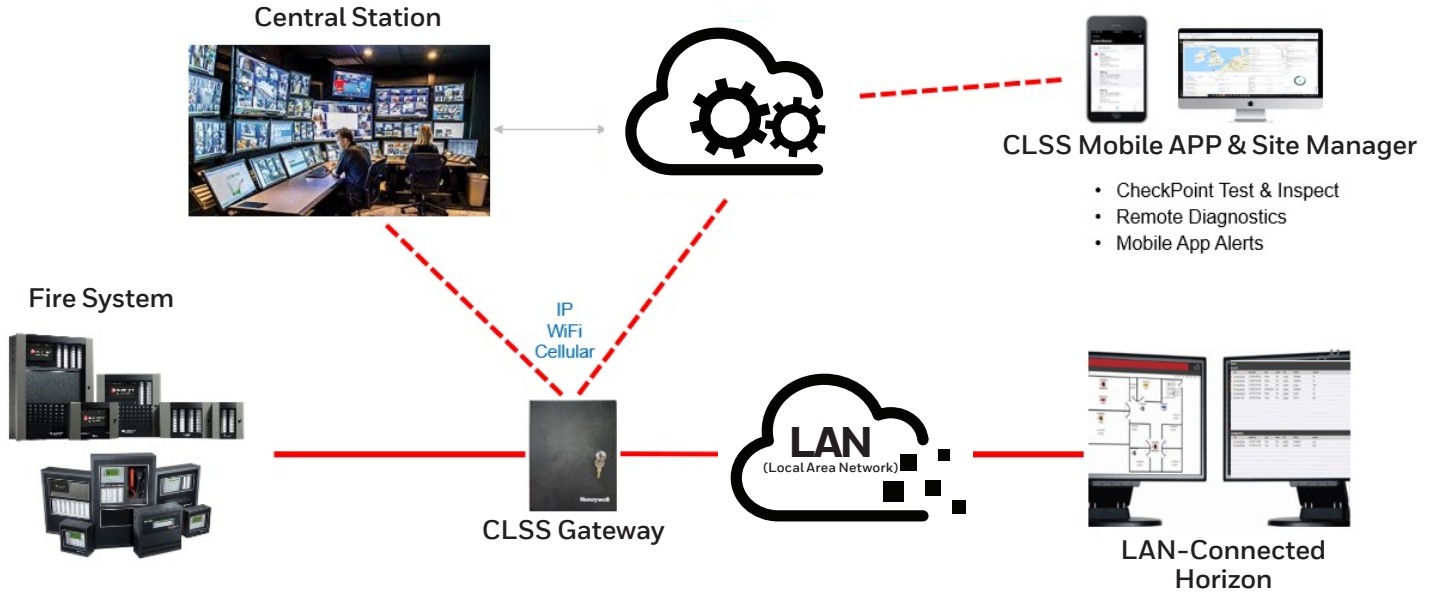 Central Station
CLSS Mobile APP & Site Manager
• CheckPoint Test & Inspect
• Remote Diagnostics
• Mobile App Alerts
Fire System
IP
WiFi
Cellular
LAN
(Local Area Network)
Honeywell
CLSS Gateway
LAN-Connected
Horizon